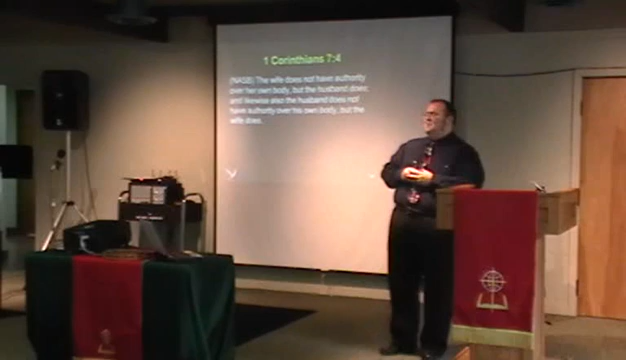 1 Corinthians 7:4
(NASB) The wife does not have authority
over her own body, but the husband does;
and likewise also the husband does not
have authority over his own body, but the
wife does.